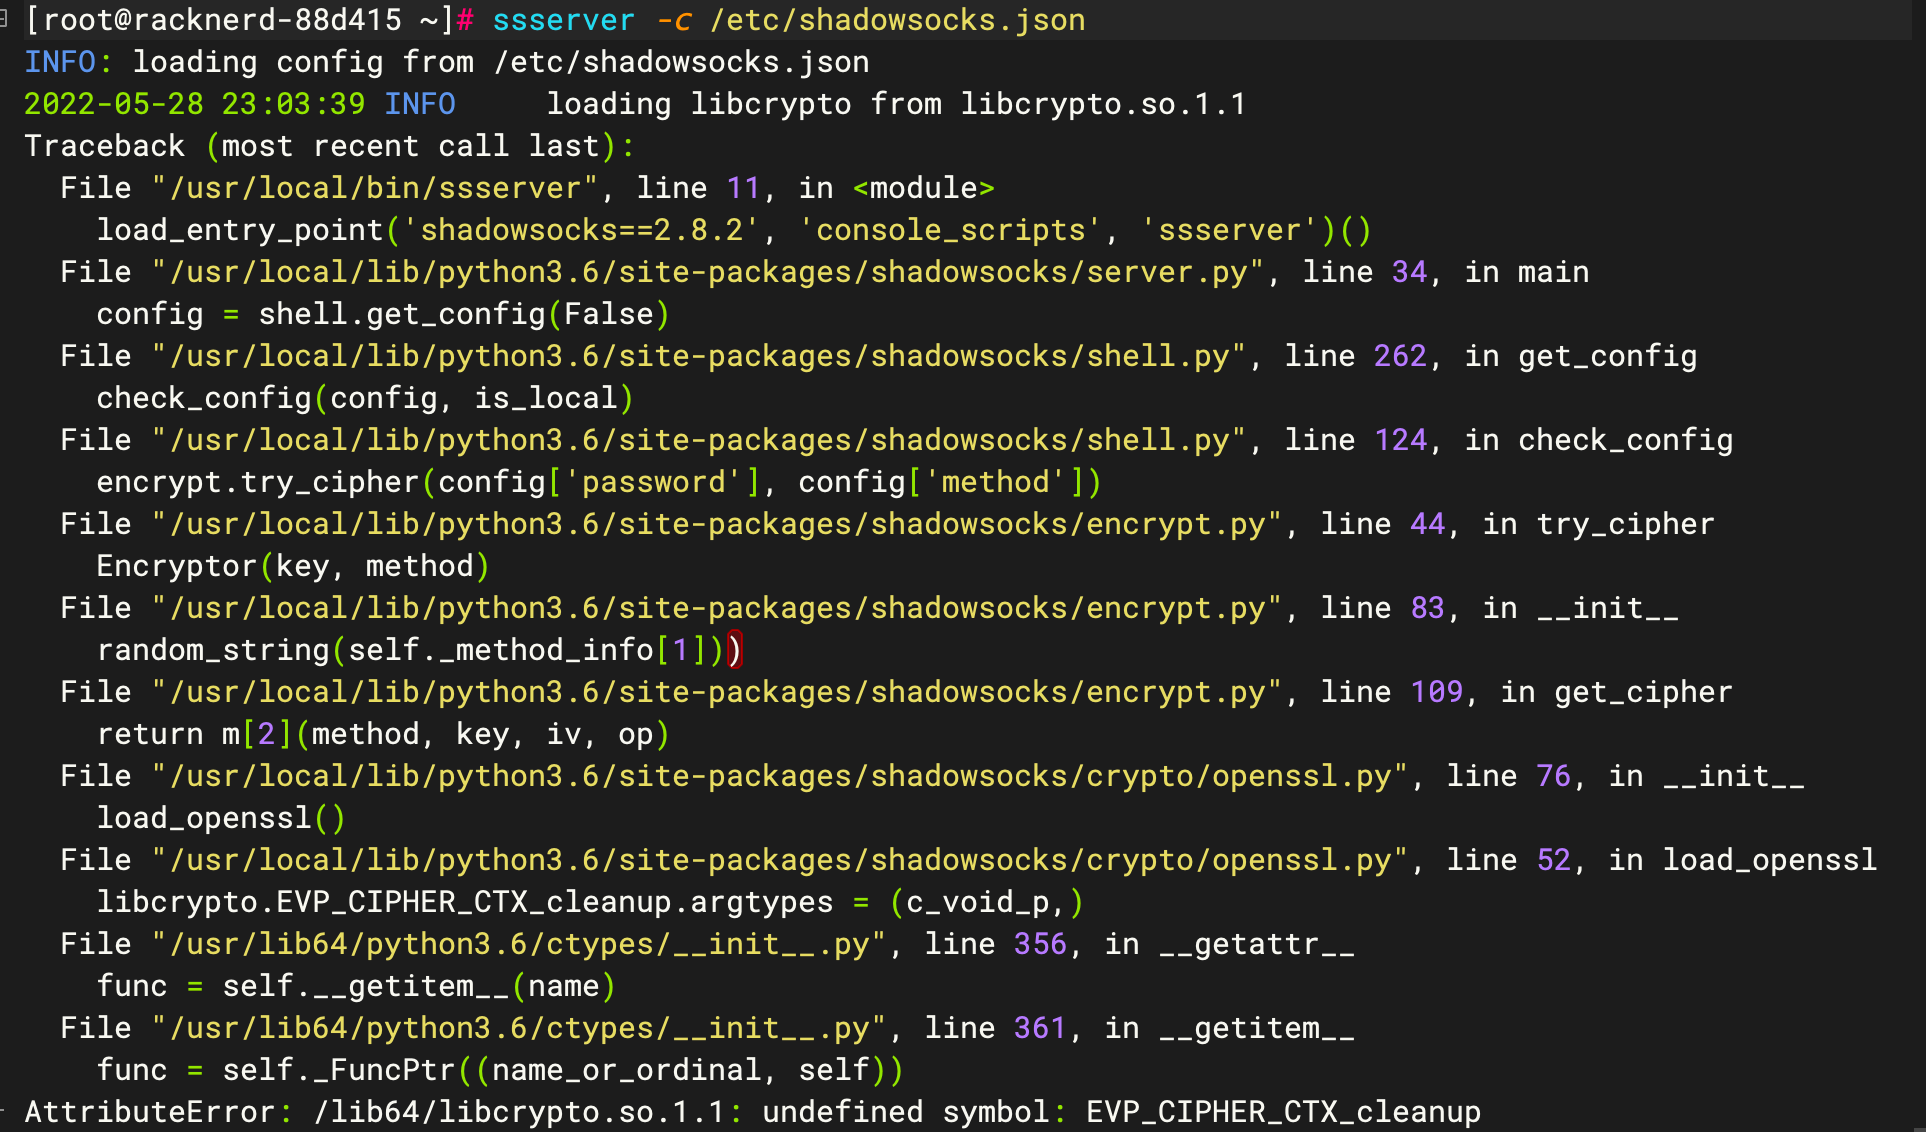 [root@racknerd-88d415 ~]# ssserver -c /etc/shadowsocks.json
INFO: loading config from /etc/shadowsocks.json
2022-05-28 23:03:39 INFO     loading libcrypto from libcrypto.so.1.1
Traceback (most recent call last):
  File "/usr/local/bin/ssserver", line 11, in <module>
    load_entry_point('shadowsocks==2.8.2', 'console_scripts', 'ssserver')()
  File "/usr/local/lib/python3.6/site-packages/shadowsocks/server.py", line 34, in main
    config = shell.get_config(False)
  File "/usr/local/lib/python3.6/site-packages/shadowsocks/shell.py", line 262, in get_config
    check_config(config, is_local)
  File "/usr/local/lib/python3.6/site-packages/shadowsocks/shell.py", line 124, in check_config
    encrypt.try_cipher(config['password'], config['method'])
  File "/usr/local/lib/python3.6/site-packages/shadowsocks/encrypt.py", line 44, in try_cipher
    Encryptor(key, method)
  File "/usr/local/lib/python3.6/site-packages/shadowsocks/encrypt.py", line 83, in __init__
    random_string(self._method_info[1]))
  File "/usr/local/lib/python3.6/site-packages/shadowsocks/encrypt.py", line 109, in get_cipher
    return m[2](method, key, iv, op)
  File "/usr/local/lib/python3.6/site-packages/shadowsocks/crypto/openssl.py", line 76, in __init__
    load_openssl()
  File "/usr/local/lib/python3.6/site-packages/shadowsocks/crypto/openssl.py", line 52, in load_openssl
    libcrypto.EVP_CIPHER_CTX_cleanup.argtypes = (c_void_p,)
  File "/usr/lib64/python3.6/ctypes/__init__.py", line 356, in __getattr__
    func = self.__getitem__(name)
  File "/usr/lib64/python3.6/ctypes/__init__.py", line 361, in __getitem__
    func = self._FuncPtr((name_or_ordinal, self))
AttributeError: /lib64/libcrypto.so.1.1: undefined symbol: EVP_CIPHER_CTX_cleanup